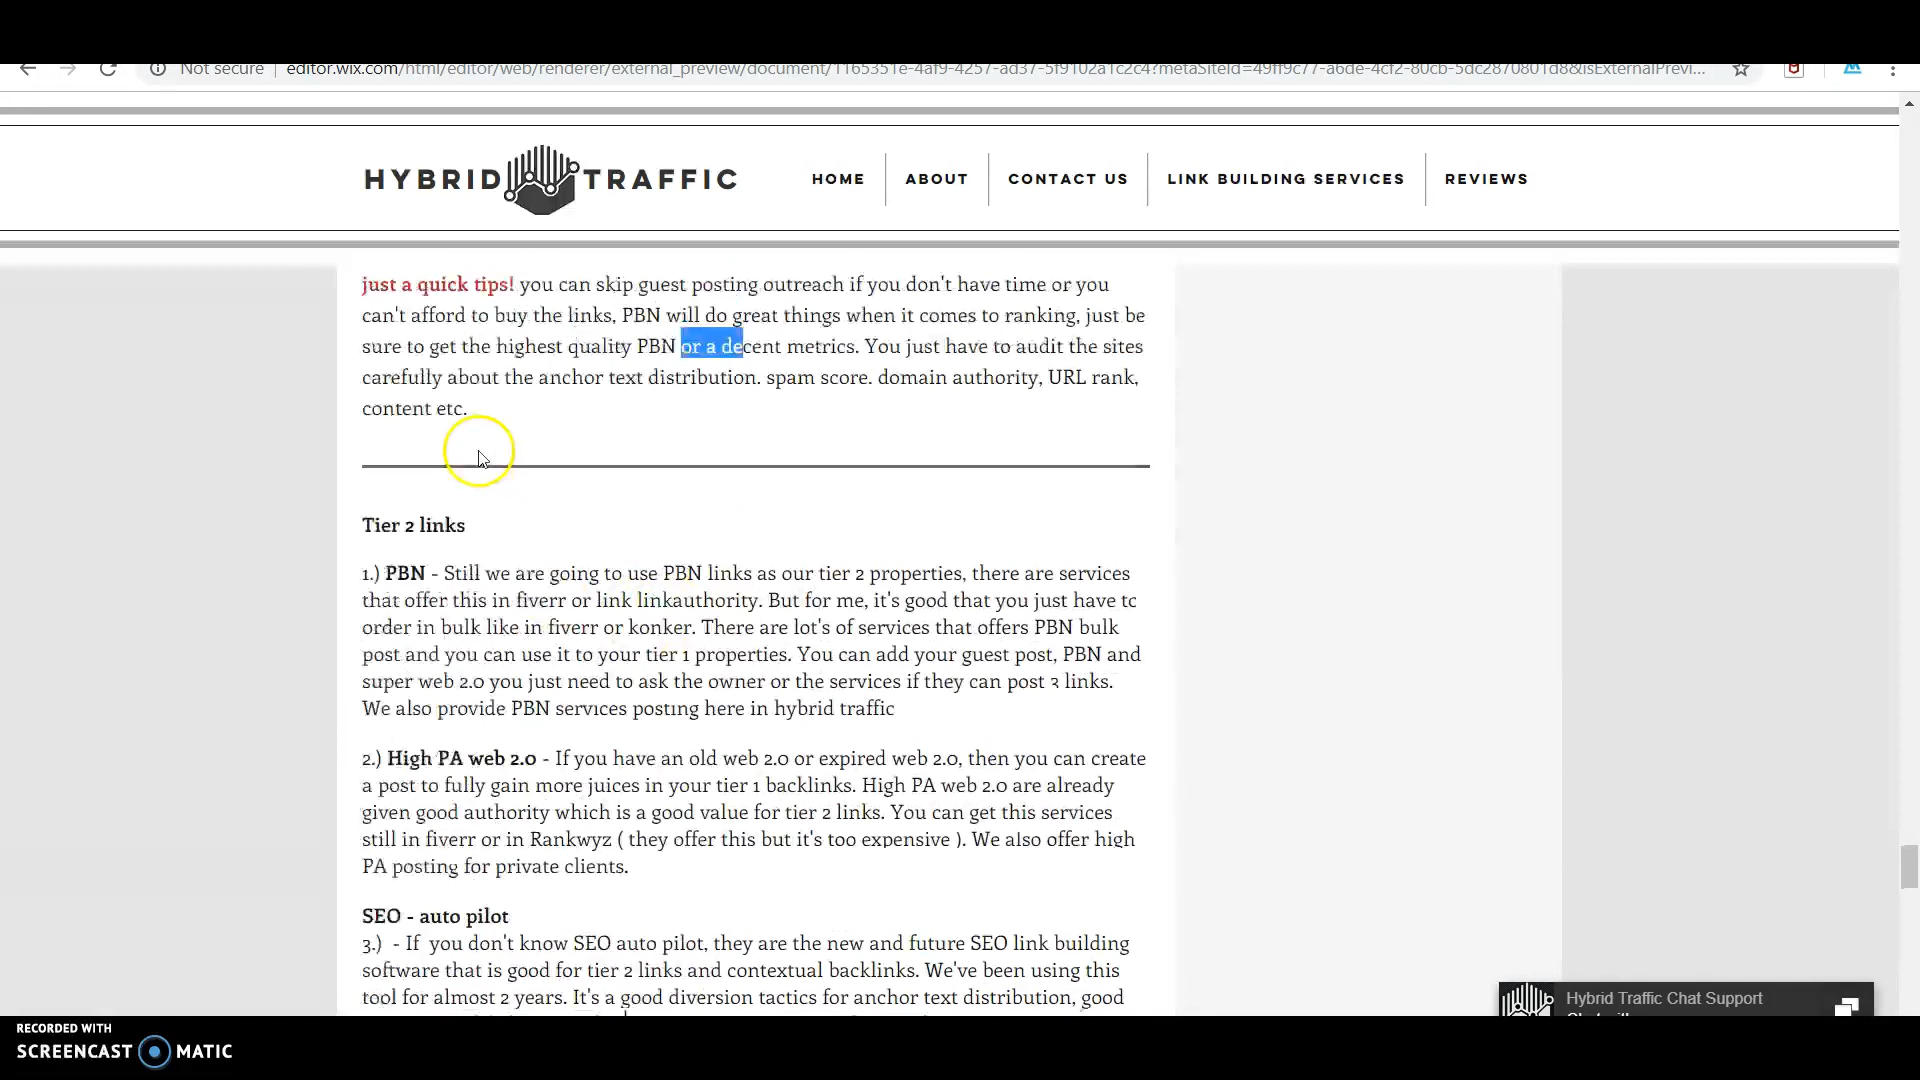 Not secure
editor.wix.com/html/editor/web/renderer/external_preview/document/1165351e-4af9-4257-ad37-5f9102a1c2c4?metaSiteId=49ff9c77-a6de-4cf2-80cb-5dc2870801d8&isExternalPrevi...
HYBRID TRAFFIC
HOME
ABOUT
CONTACT US
LINK BUILDING SERVICES
REVIEWS
just a quick tips! you can skip guest posting outreach if you don't have time or you
can't afford to buy the links, PBN will do great things when it comes to ranking, just be
sure to get the highest quality PBN or a decent metrics. You just have to audit the sites
carefully about the anchor text distribution. spam score. domain authority, URL rank,
content etc.
Tier 2 links
1.) PBN - Still we are going to use PBN links as our tier 2 properties, there are services
that offer this in fiverr or link linkauthority. But for me, it's good that you just have to
order in bulk like in fiverr or konker. There are lot's of services that offers PBN bulk
post and you can use it to your tier 1 properties. You can add your guest post, PBN and
super web 2.0 you just need to ask the owner or the services if they can post 3 links.
We also provide PBN services posting here in hybrid traffic
2.) High PA web 2.0 - If you have an old web 2.0 or expired web 2.0, then you can create
a post to fully gain more juices in your tier 1 backlinks. High PA web 2.0 are already
given good authority which is a good value for tier 2 links. You can get this services
still in fiverr or in Rankwyz ( they offer this but it's too expensive ). We also offer high
PA posting for private clients.
SEO - auto pilot
3.) - If you don't know SEO auto pilot, they are the new and future SEO link building
software that is good for tier 2 links and contextual backlinks. We've been using this
tool for almost 2 years. It's a good diversion tactics for anchor text distribution, good
Hybrid Traffic Chat Support
RECORDED WITH
SCREENCAST MATIC